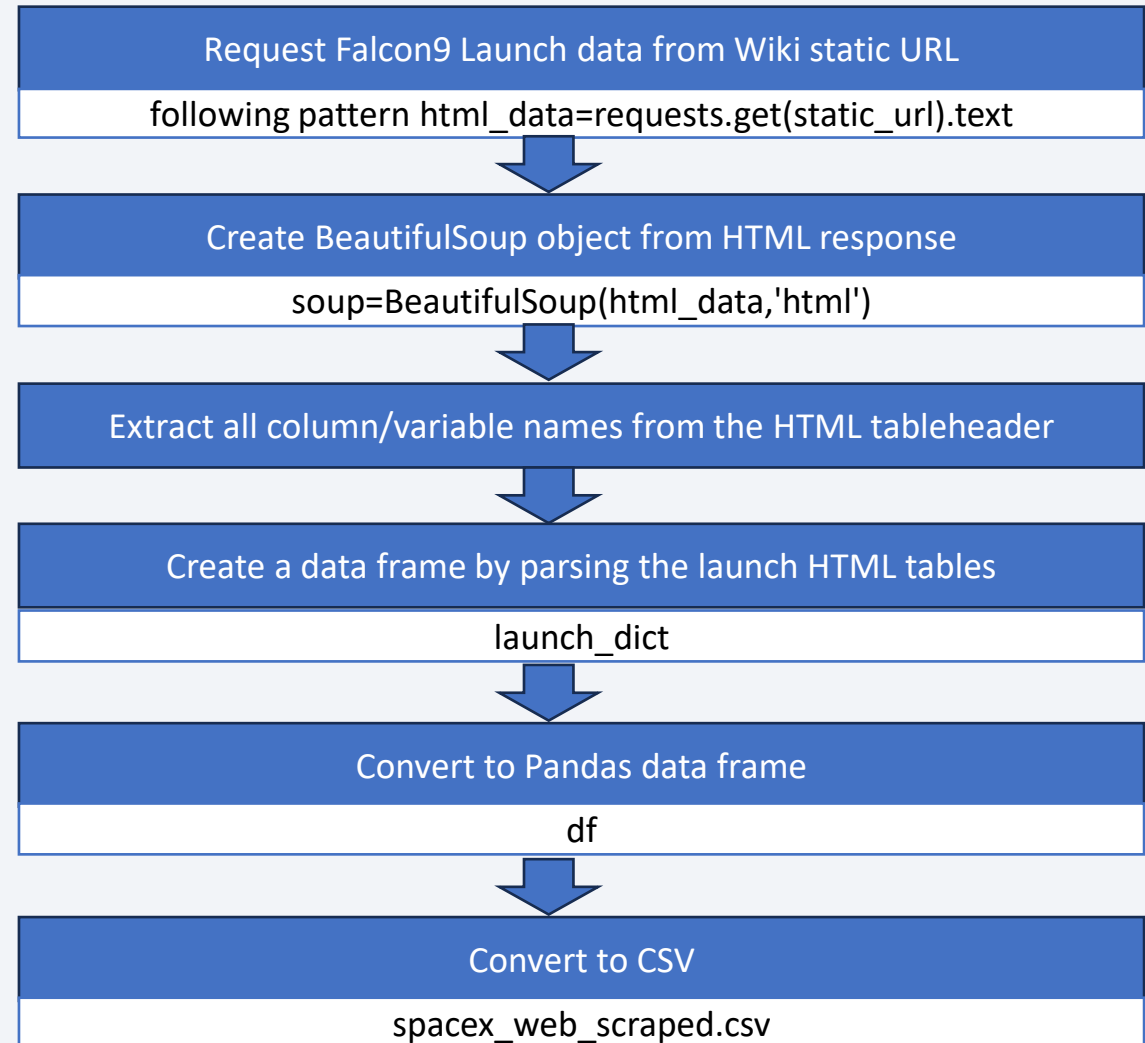 Request Falcon9 Launch data from Wiki static URL
following pattern html_data=requests.get(static_url).text
Create BeautifulSoup object from HTML response
soup=BeautifulSoup(html_data,'html')
Extract all column/variable names from the HTML tableheader
Create a data frame by parsing the launch HTML tables
launch_dict
Convert to Pandas data frame
df
Convert to CSV
spacex_web_scraped.csv